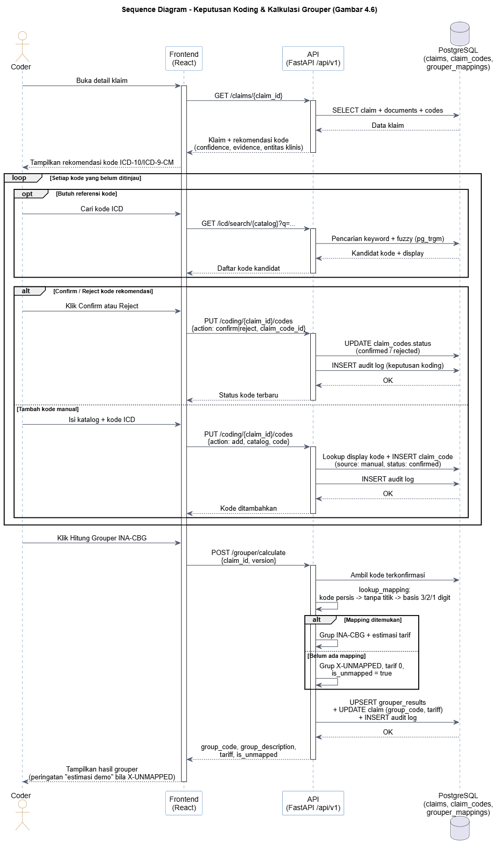 Sequence Diagram - Keputusan Koding & Kalkulasi Grouper (Gambar 4.6)
Coder
Frontend
(React)
API
(FastAPI /api/v1)
PostgreSQL
(claims, claim_codes,
grouper_mappings)
Buka detail klaim
GET /claims/{claim_id}
SELECT claim + documents + codes
Data klaim
Klaim + rekomendasi kode
(confidence, evidence, entitas klinis)
Tampilkan rekomendasi kode ICD-10/ICD-9-CM
loop
[Setiap kode yang belum ditinjau]
opt
[Butuh referensi kode]
Cari kode ICD
GET /icd/search/{catalog}?q=...
Pencarian keyword + fuzzy (pg_trgm)
Kandidat kode + display
Daftar kode kandidat
alt
[Confirm / Reject kode rekomendasi]
Klik Confirm atau Reject
PUT /coding/{claim_id}/codes
{action: confirm|reject, claim_code_id}
UPDATE claim_codes.status
(confirmed / rejected)
INSERT audit log (keputusan koding)
OK
Status kode terbaru
[Tambah kode manual]
Isi katalog + kode ICD
PUT /coding/{claim_id}/codes
{action: add, catalog, code}
Lookup display kode + INSERT claim_code
(source: manual, status: confirmed)
INSERT audit log
OK
Kode ditambahkan
Klik Hitung Grouper INA-CBG
POST /grouper/calculate
{claim_id, version}
Ambil kode terkonfirmasi
lookup_mapping:
kode persis -> tanpa titik -> basis 3/2/1 digit
alt
[Mapping ditemukan]
Grup INA-CBG + estimasi tarif
[Belum ada mapping]
Grup X-UNMAPPED, tarif 0,
is_unmapped = true
UPSERT grouper_results
+ UPDATE claim (group_code, tariff)
+ INSERT audit log
OK
group_code, group_description,
tariff, is_unmapped
Tampilkan hasil grouper
(peringatan "estimasi demo" bila X-UNMAPPED)
Coder
Frontend
(React)
API
(FastAPI /api/v1)
PostgreSQL
(claims, claim_codes,
grouper_mappings)